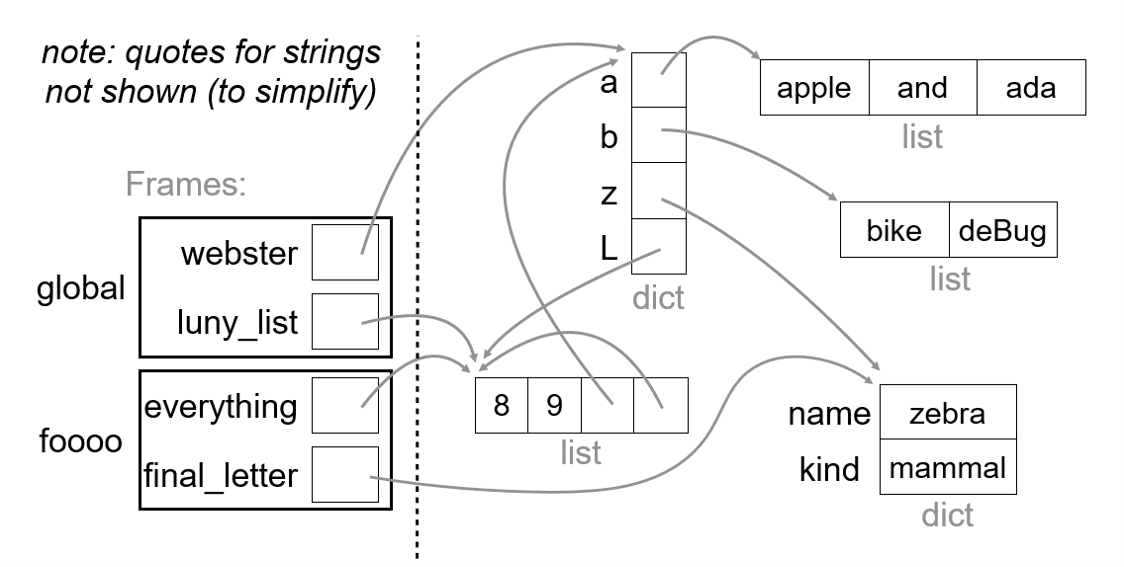 note: quotes for strings
not shown (to simplify)
Frames:
global
webster
luny_list
foooo
everything
final_letter
a
b
z
L
dict
apple and ada
list
bike deBug
list
8 9
list
name zebra
kind mammal
dict